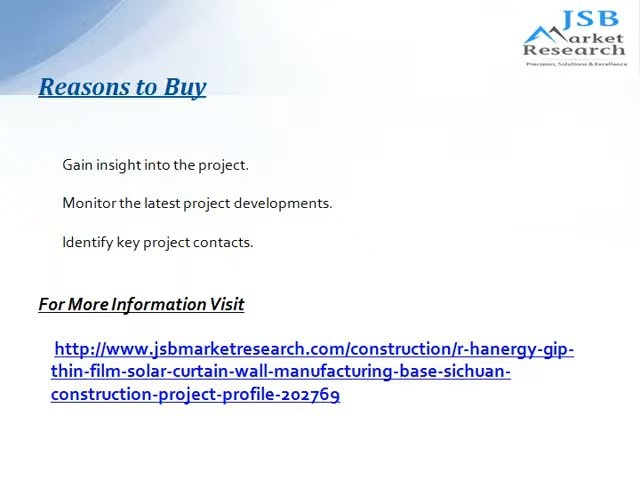 JSB
Market
Research
Precision, Solutions & Excellence
Reasons to Buy
Gain insight into the project.
Monitor the latest project developments.
Identify key project contacts.
For More Information Visit
http://www.jsbmarketresearch.com/construction/r-hanergy-gip-
thin-film-solar-curtain-wall-manufacturing-base-sichuan-
construction-project-profile-202769